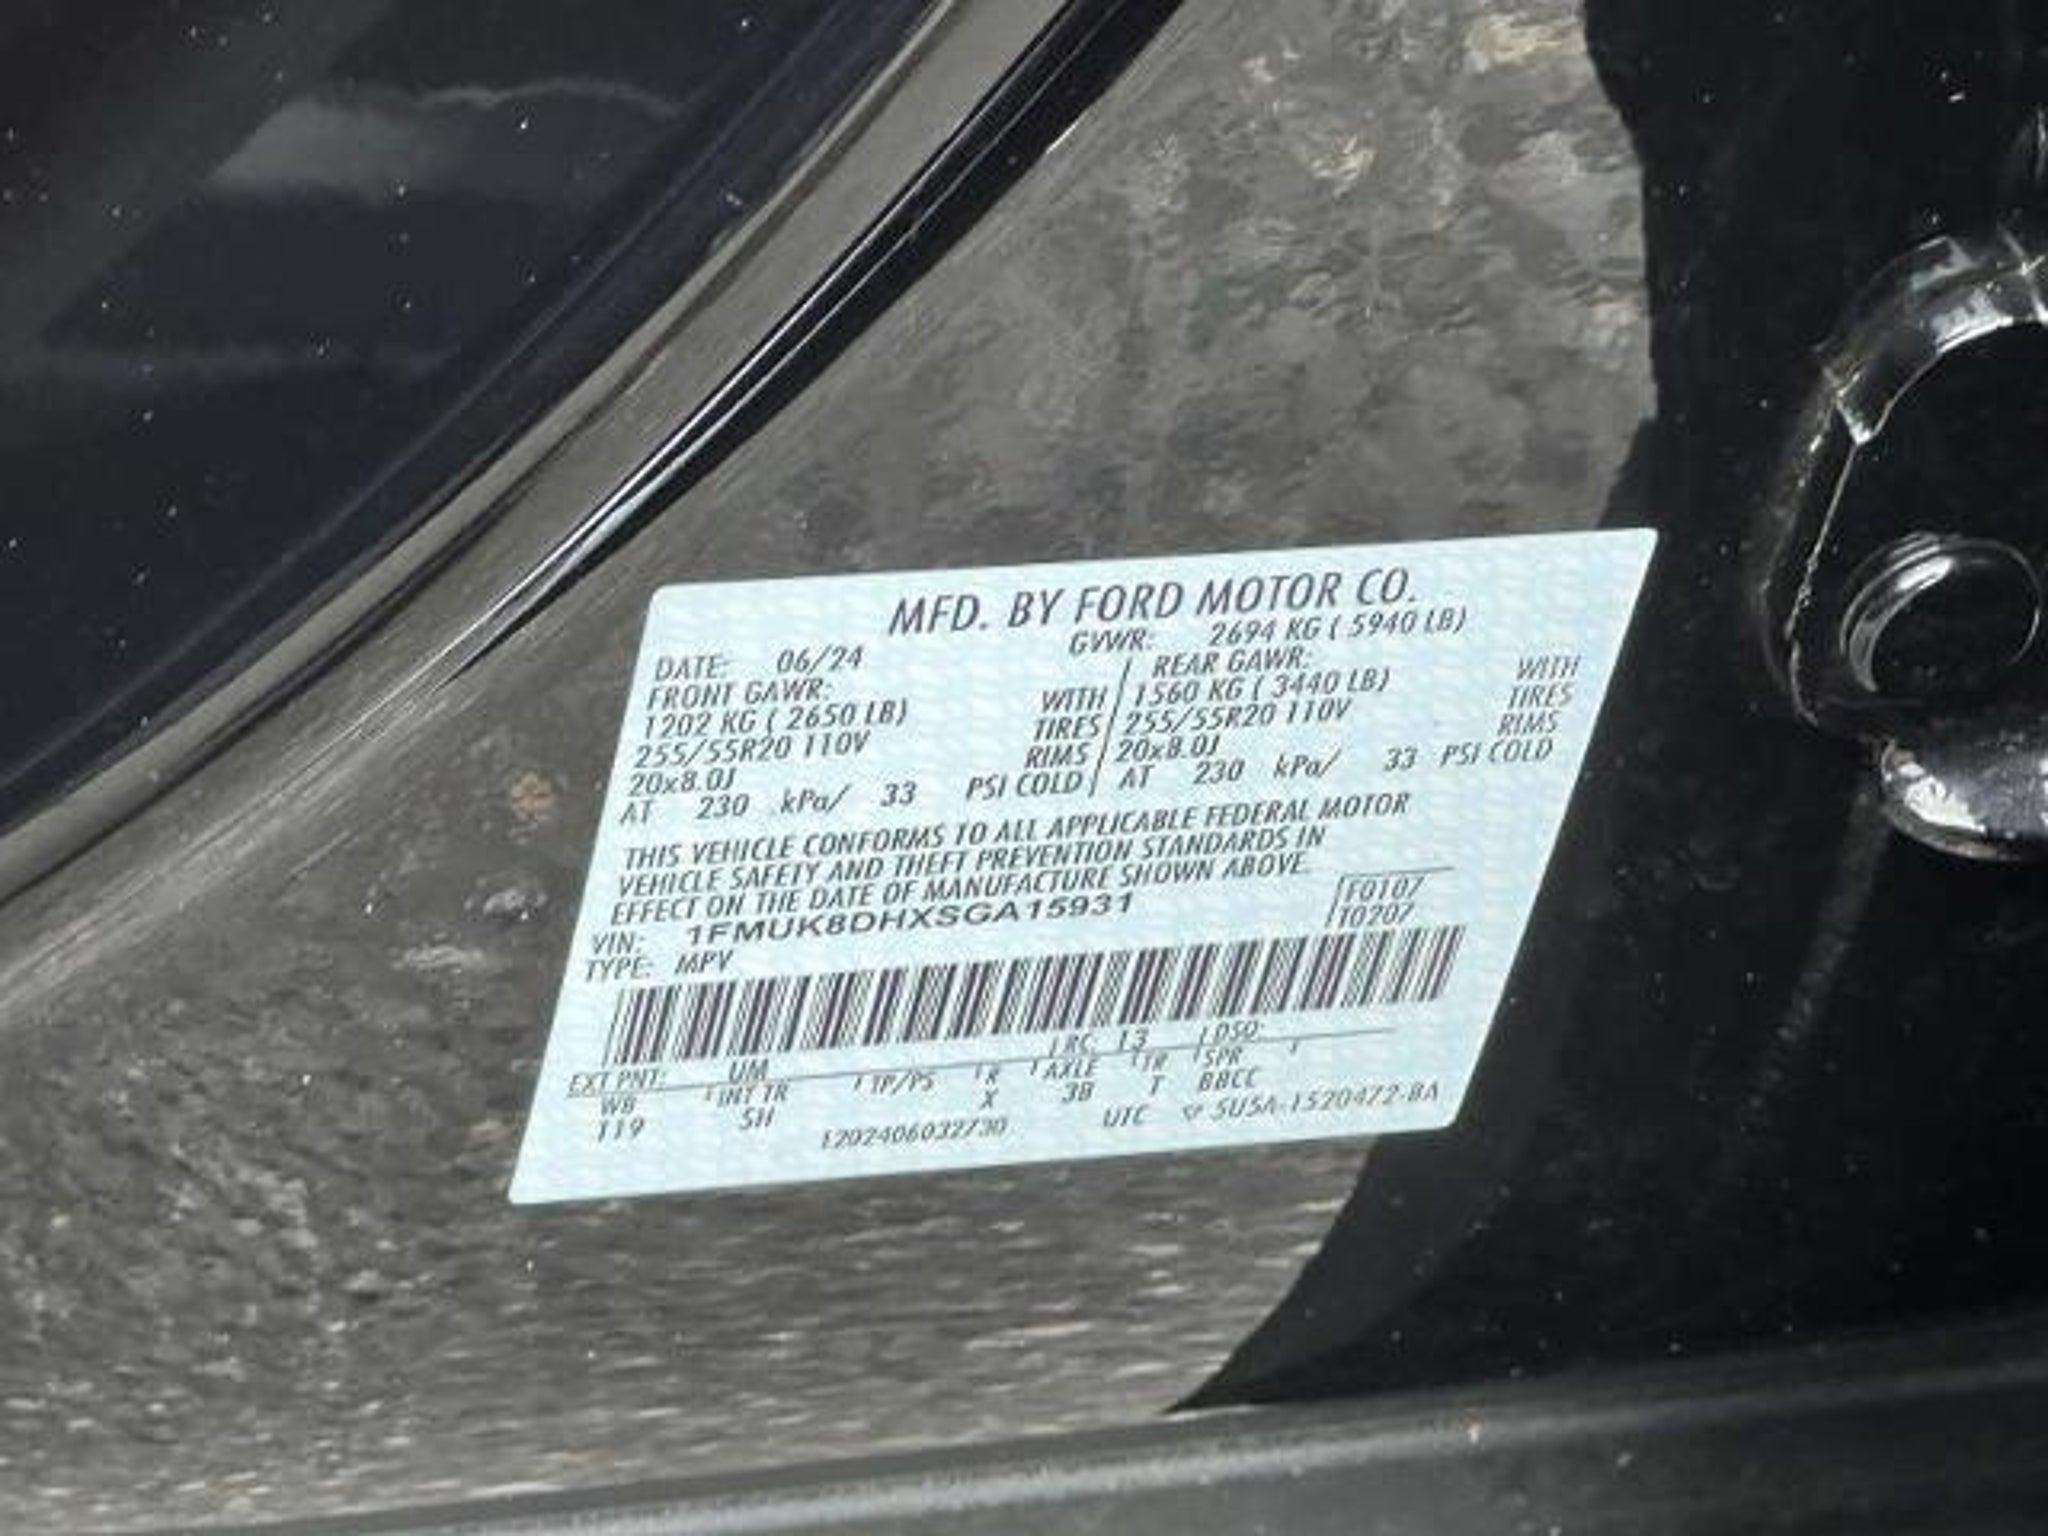 MFD. BY FORD MOTOR CO.
DATE: 06/24 GVWR: 2694 KG ( 5940 LB)
FRONT GAWR: REAR GAWR:
1202 KG ( 2650 LB) WITH 1560 KG ( 3440 LB) WITH
255/55R20 110V TIRES 255/55R20 110V TIRES
20x8.0J RIMS 20x8.0J RIMS
AT 230 kPa/ 33 PSI COLD AT 230 kPa/ 33 PSI COLD
THIS VEHICLE CONFORMS TO ALL APPLICABLE FEDERAL MOTOR
VEHICLE SAFETY AND THEFT PREVENTION STANDARDS IN
EFFECT ON THE DATE OF MANUFACTURE SHOWN ABOVE.
VIN: 1FMUK8DHXSGA15931 F0107
TYPE: MPV T0207
EXT PNT: UM RC: 13 DSO:
WB INT TR TP/PS R AXLE TR SPR
119 SH X 3B T BBCC
UTC SU5A-1520472-BA